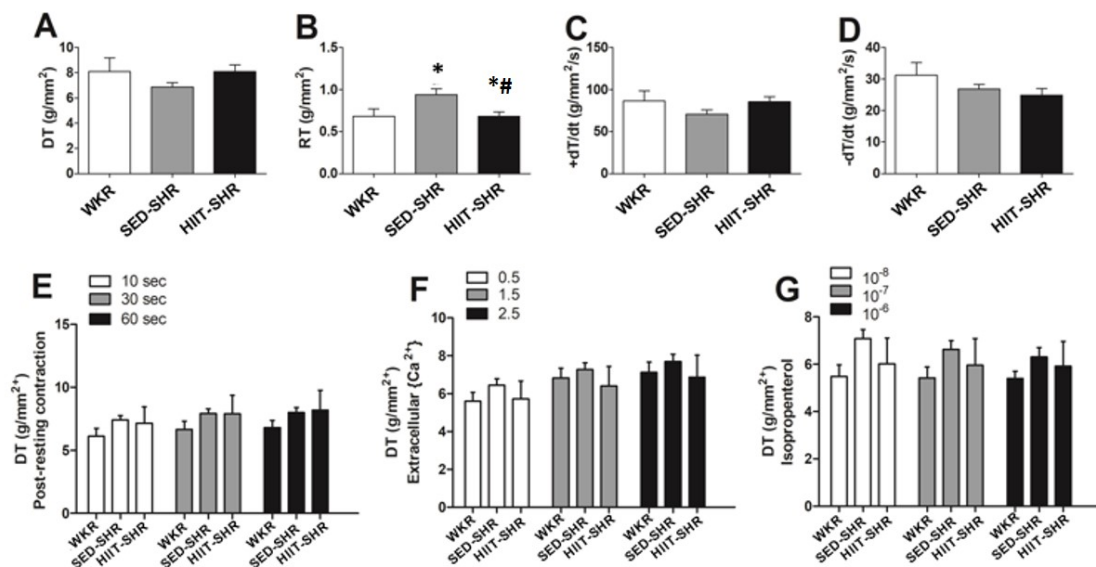 A
DT (g/mm²)
10
8
6
4
2
0
WKR
SED-SHR
HIIT-SHR
B
RT (g/mm²)
1.5
1.0
0.5
0.0
*
*#
WKR
SED-SHR
HIIT-SHR
C
+dT/dt (g/mm²/s)
150
100
50
0
WKR
SED-SHR
HIIT-SHR
D
-dT/dt (g/mm²/s)
40
30
20
10
0
WKR
SED-SHR
HIIT-SHR
E
10 sec
30 sec
60 sec
DT (g/mm²⁺)
Post-resting contraction
15
10
5
0
WKR
SED-SHR
HIIT-SHR
WKR
SED-SHR
HIIT-SHR
WKR
SED-SHR
HIIT-SHR
F
0.5
1.5
2.5
DT (g/mm²⁺)
Extracellular {Ca²⁺}
10
8
6
4
2
0
WKR
SED-SHR
HIIT-SHR
WKR
SED-SHR
HIIT-SHR
WKR
SED-SHR
HIIT-SHR
G
10⁻⁸
10⁻⁷
10⁻⁶
DT (g/mm²⁺)
Isopropenterol
8
6
4
2
0
WKR
SED-SHR
HIIT-SHR
WKR
SED-SHR
HIIT-SHR
WKR
SED-SHR
HIIT-SHR